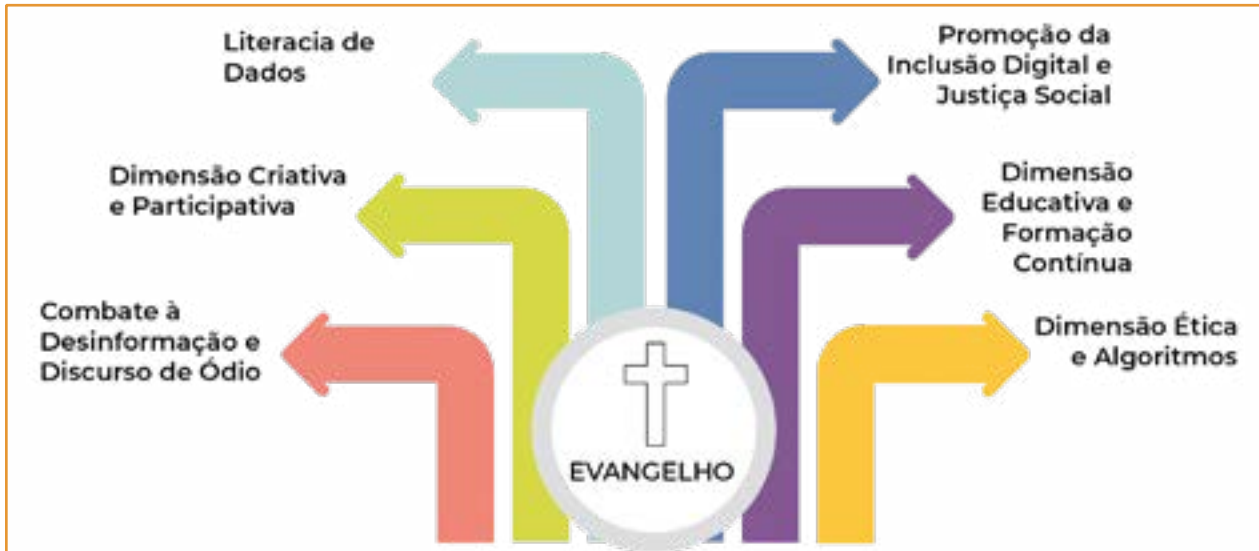 Literacia de
Dados
Promoção da
Inclusão Digital e
Justiça Social
Dimensão Criativa
e Participativa
Dimensão
Educativa e
Formação
Contínua
Combate à
Desinformação e
Discurso de Ódio
Dimensão Ética
e Algoritmos
EVANGELHO